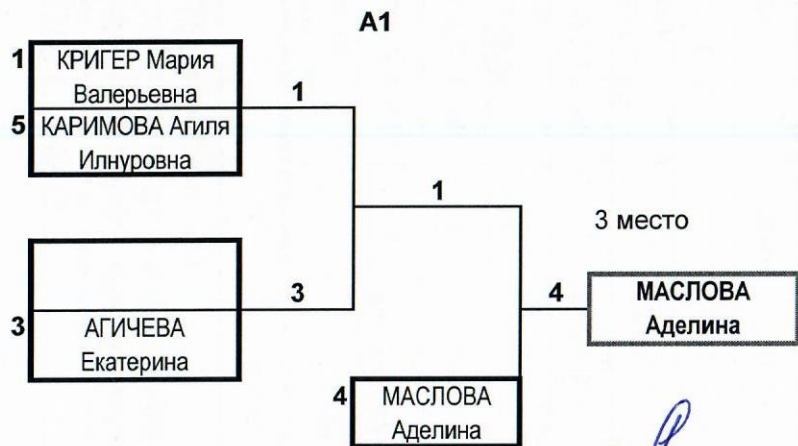 А1
1 КРИГЕР Мария
Валерьевна
1
5 КАРИМОВА Агиля
Илнуровна
1
3 место
3
3 АГИЧЕВА
Екатерина
4
МАСЛОВА
Аделина
4 МАСЛОВА
Аделина